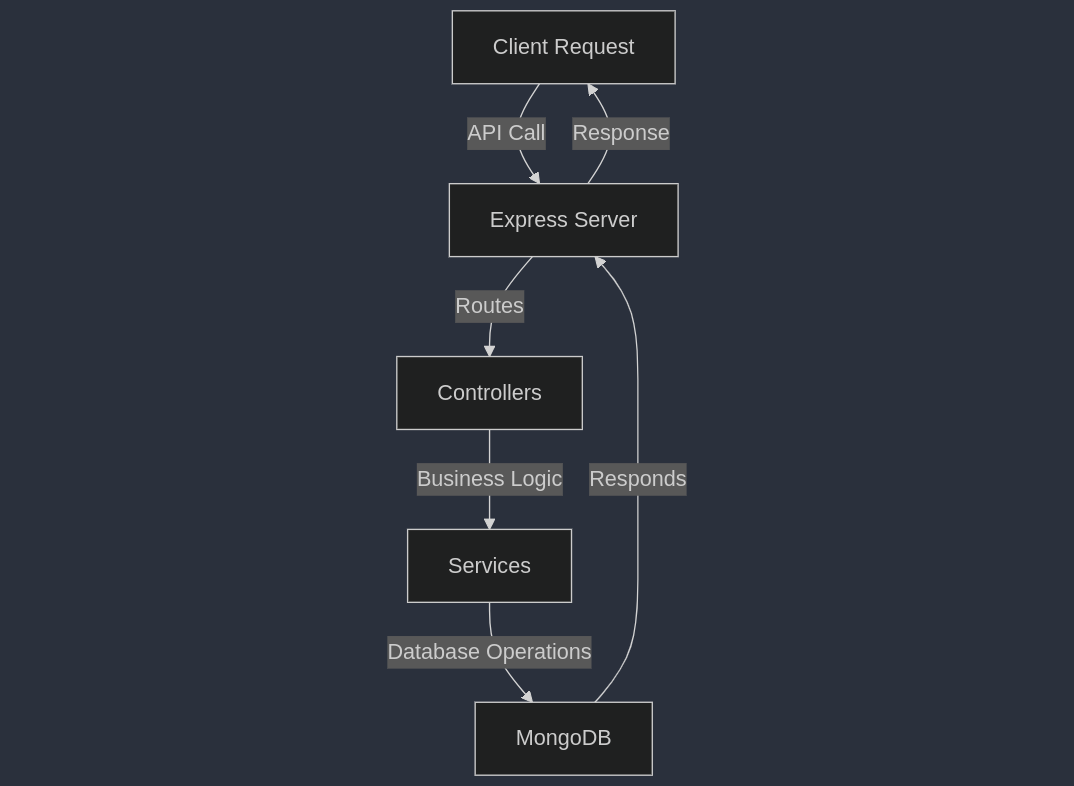 Client Request
API Call
Response
Express Server
Routes
Controllers
Business Logic
Responds
Services
Database Operations
MongoDB